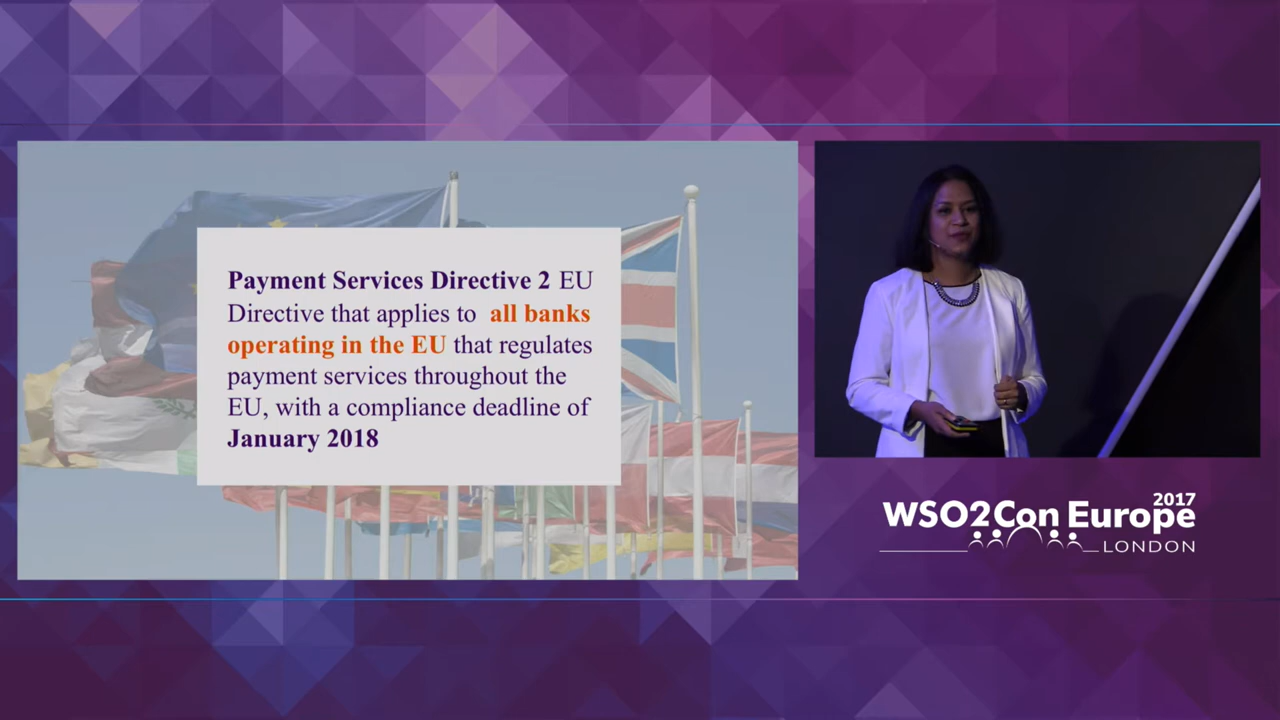 Payment Services Directive 2 EU
Directive that applies to all banks
operating in the EU that regulates
payment services throughout the
EU, with a compliance deadline of
January 2018
2017
WSO2Con Europe
LONDON